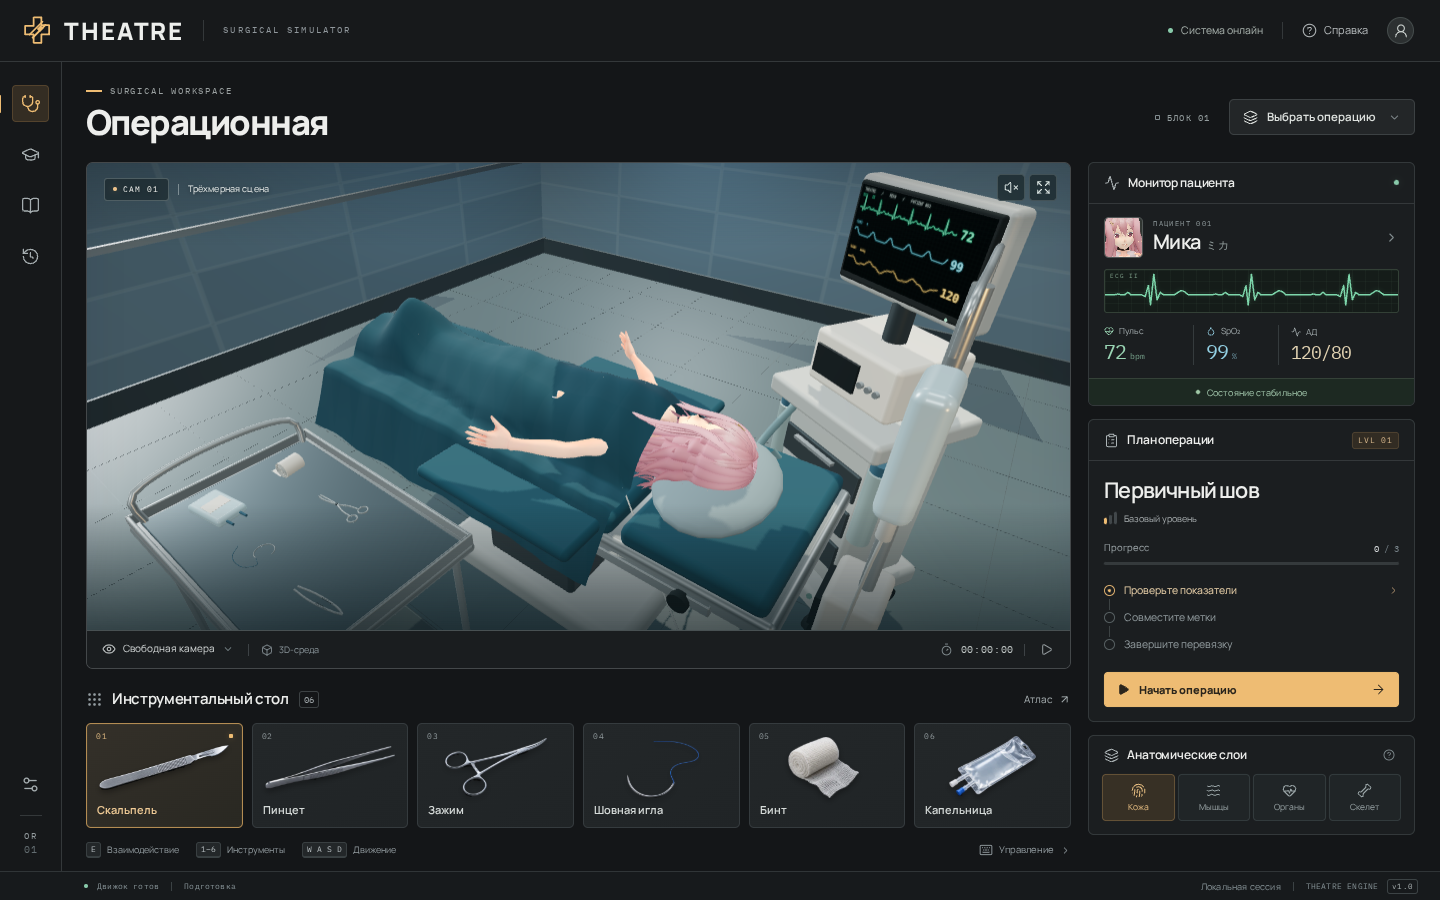 THEATRE
SURGICAL SIMULATOR
Система онлайн
Справка
SURGICAL WORKSPACE
Операционная
БЛОК 01
Выбрать операцию
CAM 01
Трёхмерная сцена
72
99
120
Свободная камера
3D-среда
00:00:00
Монитор пациента
ПАЦИЕНТ 001
Мика ミカ
ECG II
Пульс
72 bpm
SpO₂
99 %
АД
120/80
Состояние стабильное
План операции
LVL 01
Первичный шов
Базовый уровень
Прогресс
0 / 3
Проверьте показатели
Совместите метки
Завершите перевязку
Начать операцию
Анатомические слои
Кожа
Мышцы
Органы
Скелет
Инструментальный стол 06
Атлас
01
Скальпель
02
Пинцет
03
Зажим
04
Шовная игла
05
Бинт
06
Капельница
E Взаимодействие
1–6 Инструменты
W A S D Движение
Управление
OR
01
Движок готов
Подготовка
Локальная сессия
THEATRE ENGINE v1.0